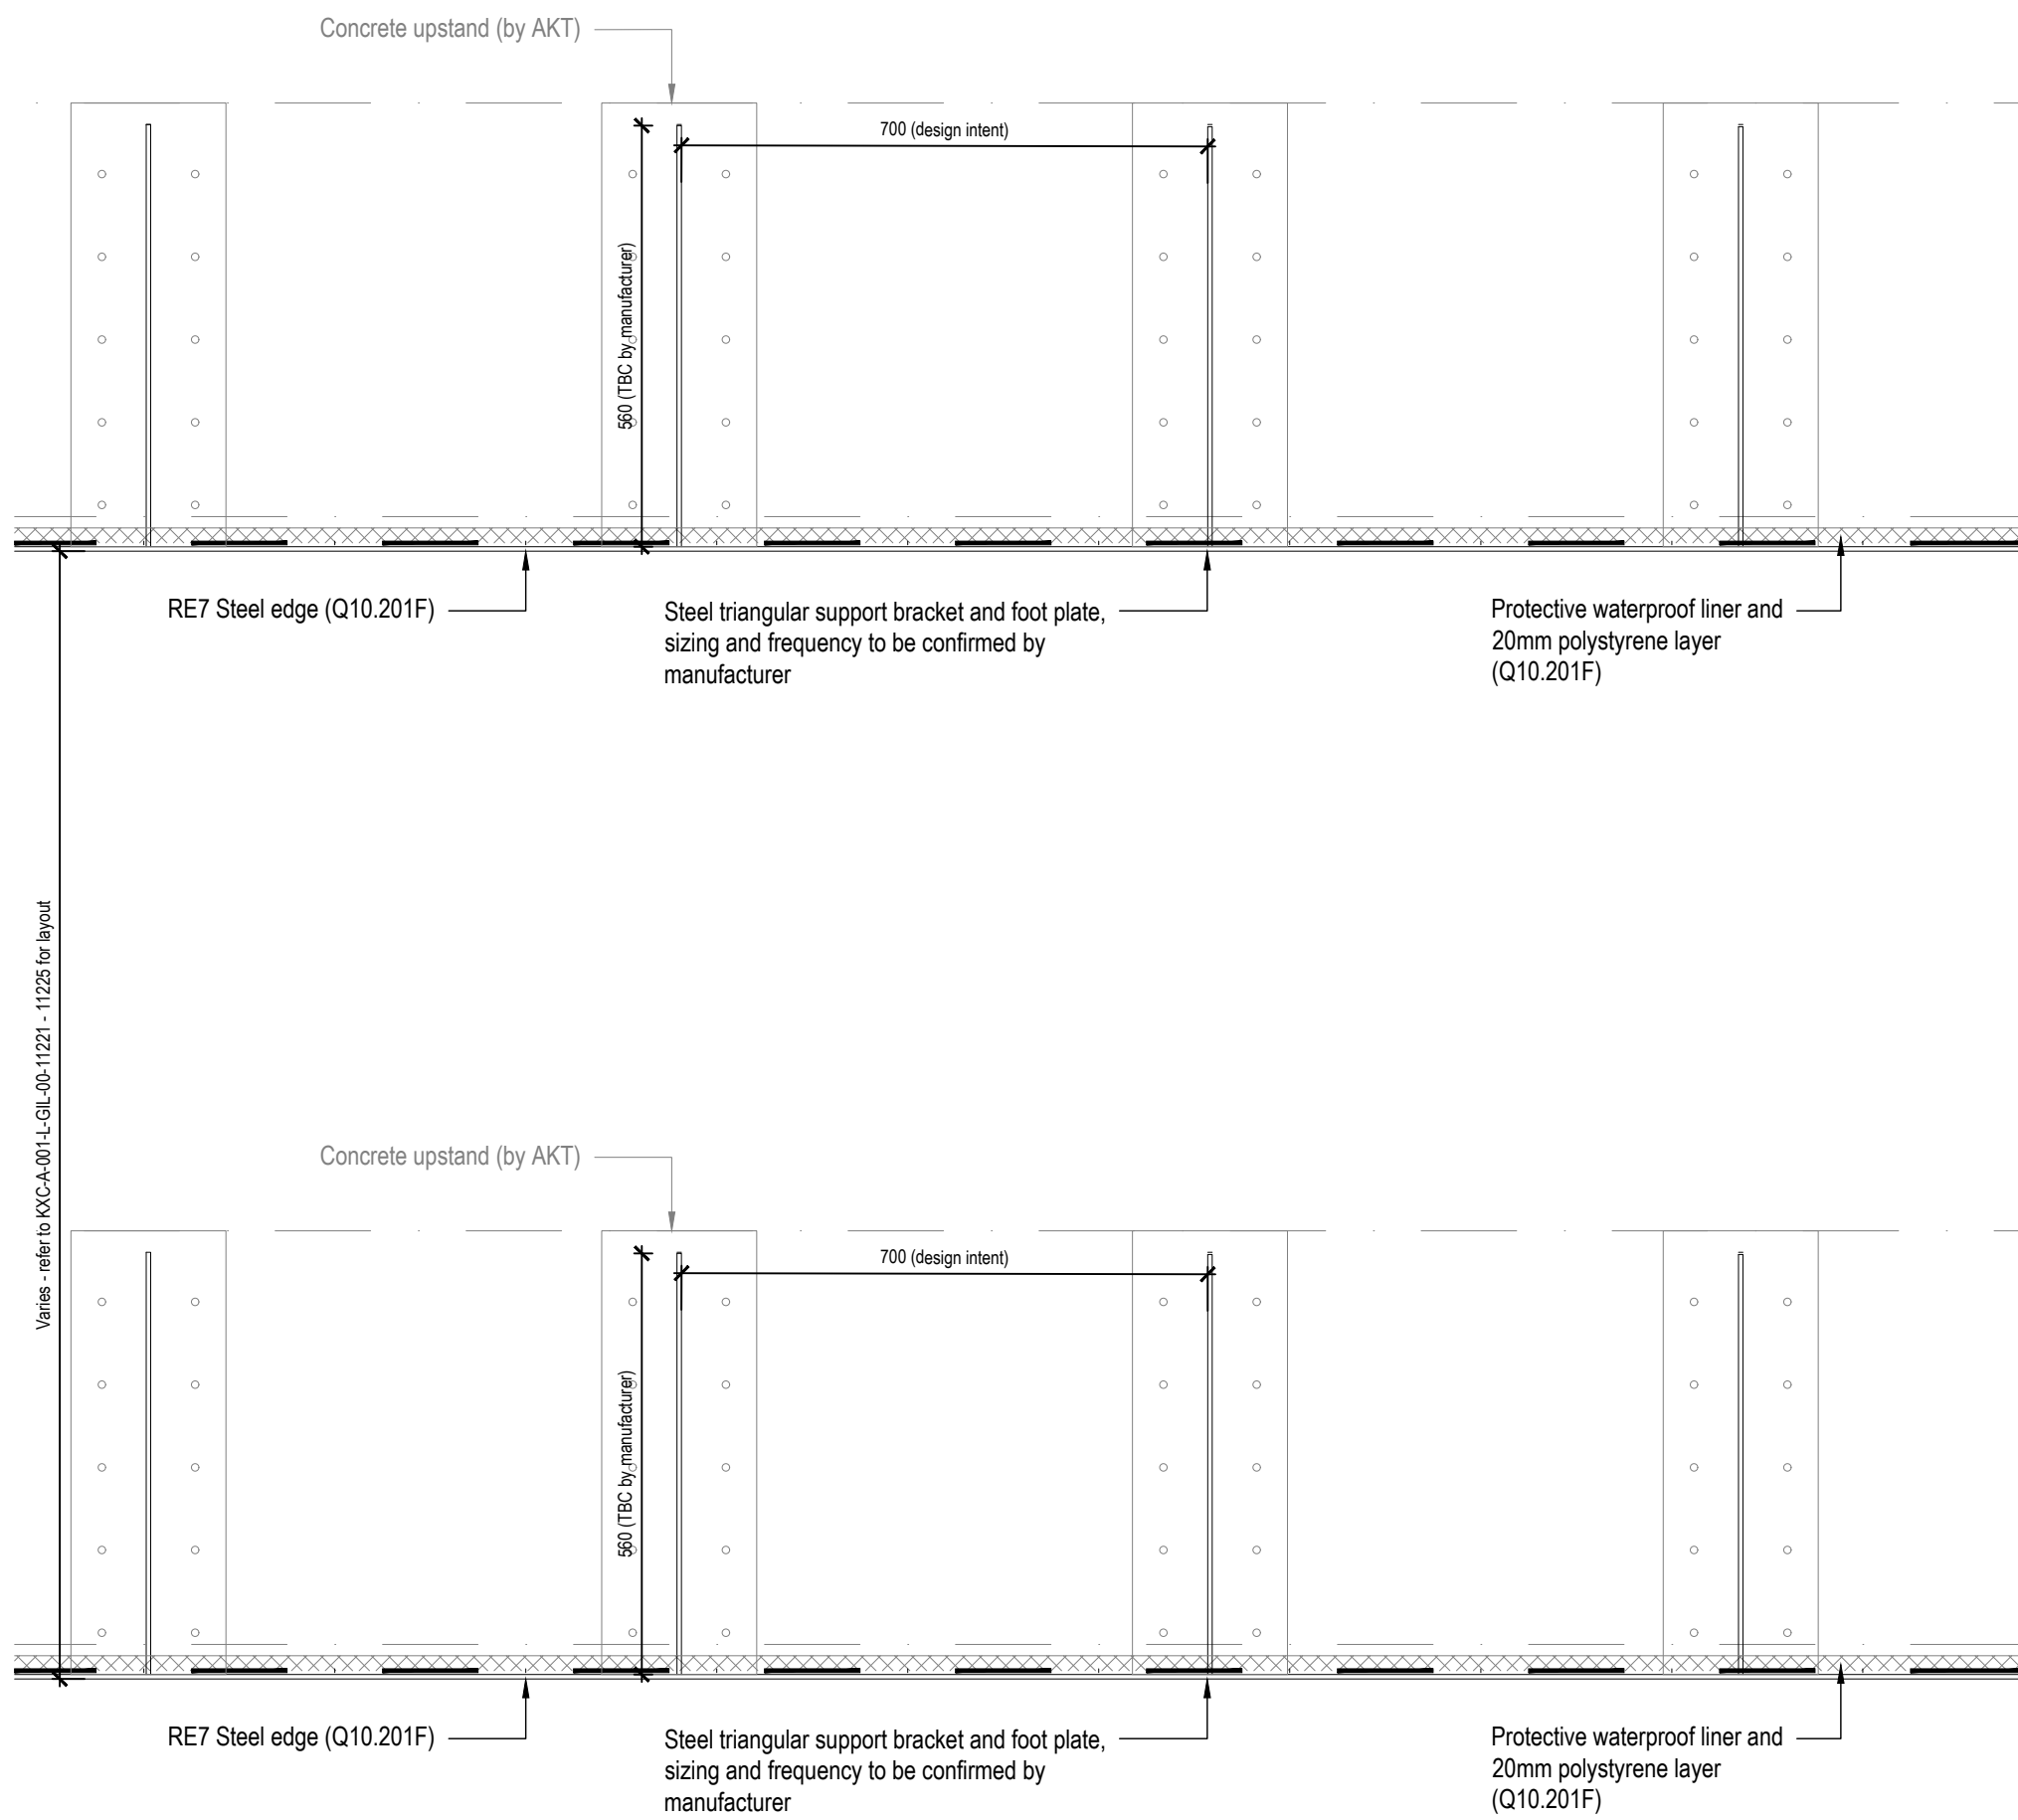 Concrete upstand (by AKT)
700 (design intent)
560 (TBC by manufacturer)
RE7 Steel edge (Q10.201F)
Steel triangular support bracket and foot plate,
sizing and frequency to be confirmed by
manufacturer
Protective waterproof liner and
20mm polystyrene layer
(Q10.201F)
Varies - refer to KXC-A-001-L-GIL-00-11221 - 11225 for layout
Concrete upstand (by AKT)
700 (design intent)
560 (TBC by manufacturer)
RE7 Steel edge (Q10.201F)
Steel triangular support bracket and foot plate,
sizing and frequency to be confirmed by
manufacturer
Protective waterproof liner and
20mm polystyrene layer
(Q10.201F)